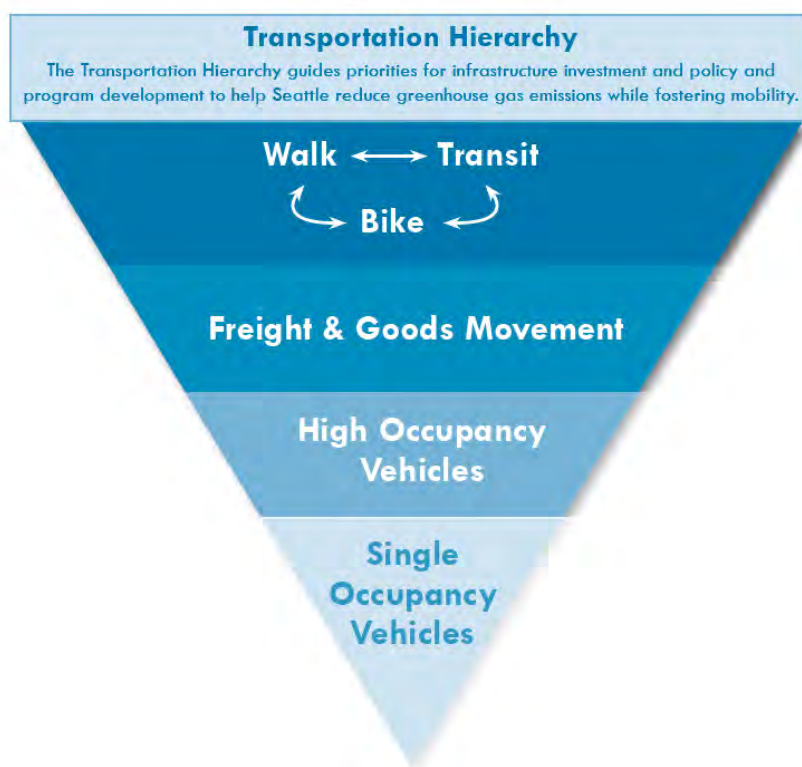 Transportation Hierarchy
The Transportation Hierarchy guides priorities for infrastructure investment and policy and
program development to help Seattle reduce greenhouse gas emissions while fostering mobility.
Walk Transit
Bike
Freight & Goods Movement
High Occupancy
Vehicles
Single
Occupancy
Vehicles